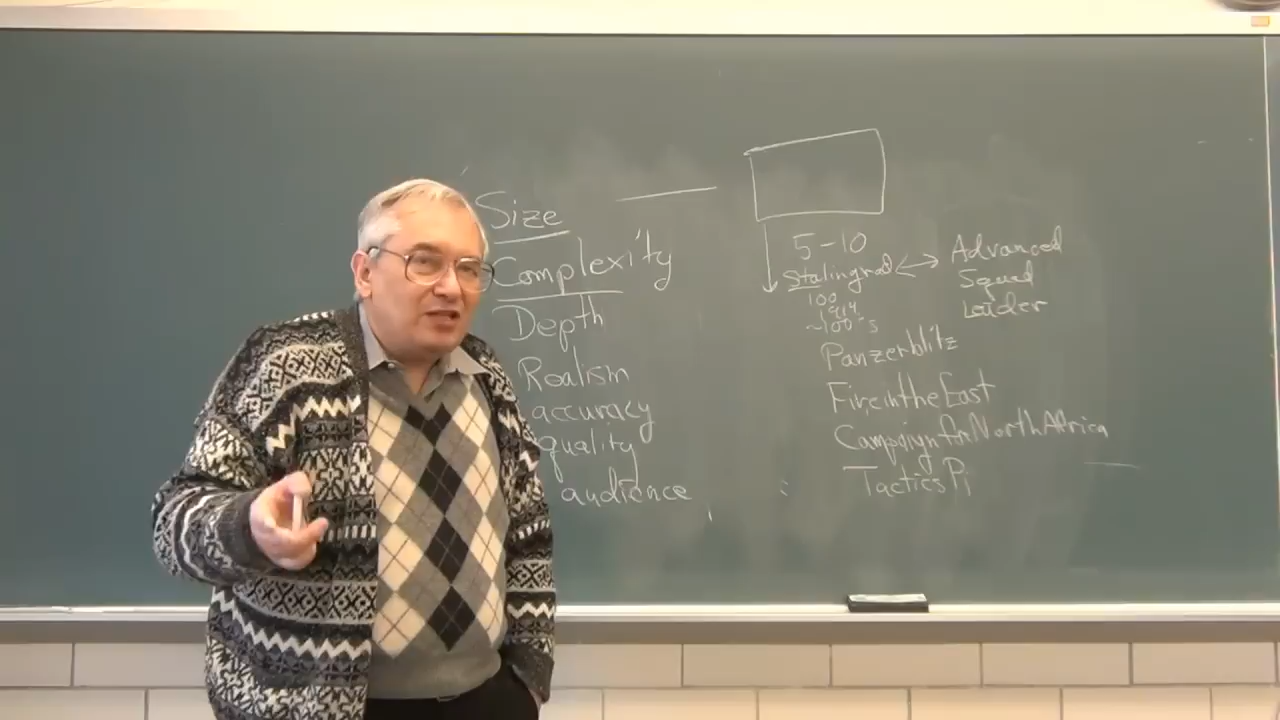 Size
Complexity
Depth
Realism
accuracy
quality
audience
5-10
Stalingrad <-> Advanced
Squad
Leader
100
~100's
Panzerblitz
Fire in the East
Campaign for North Africa
Tactics Pi